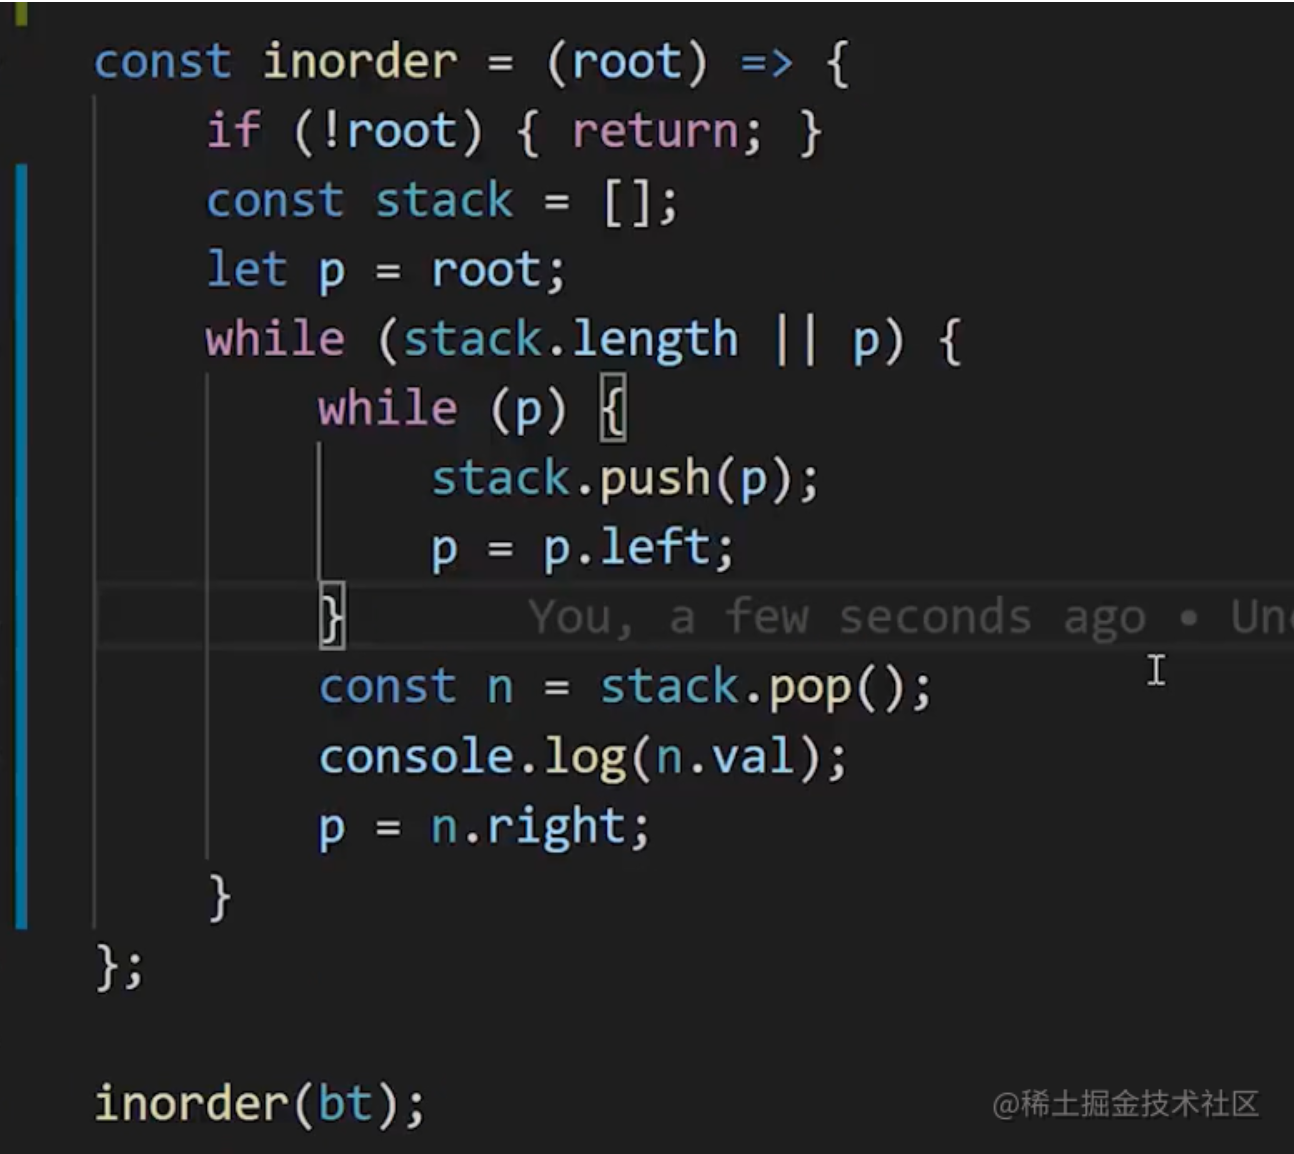 const inorder = (root) => {
    if (!root) { return; }
    const stack = [];
    let p = root;
    while (stack.length || p) {
        while (p) {
            stack.push(p);
            p = p.left;
        }    You, a few seconds ago •
        const n = stack.pop();
        console.log(n.val);
        p = n.right;
    }
};
inorder(bt);
@稀土掘金技术社区